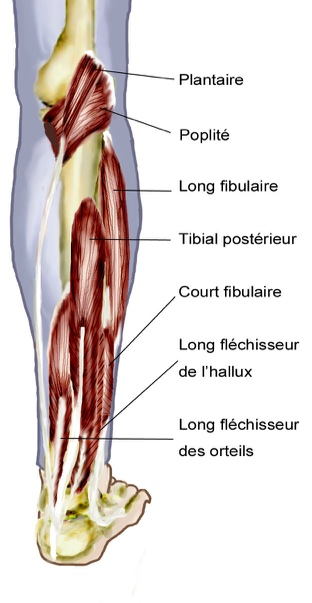 Plantaire
Poplité
Long fibulaire
Tibial postérieur
Court fibulaire
Long fléchisseur
de l'hallux
Long fléchisseur
des orteils